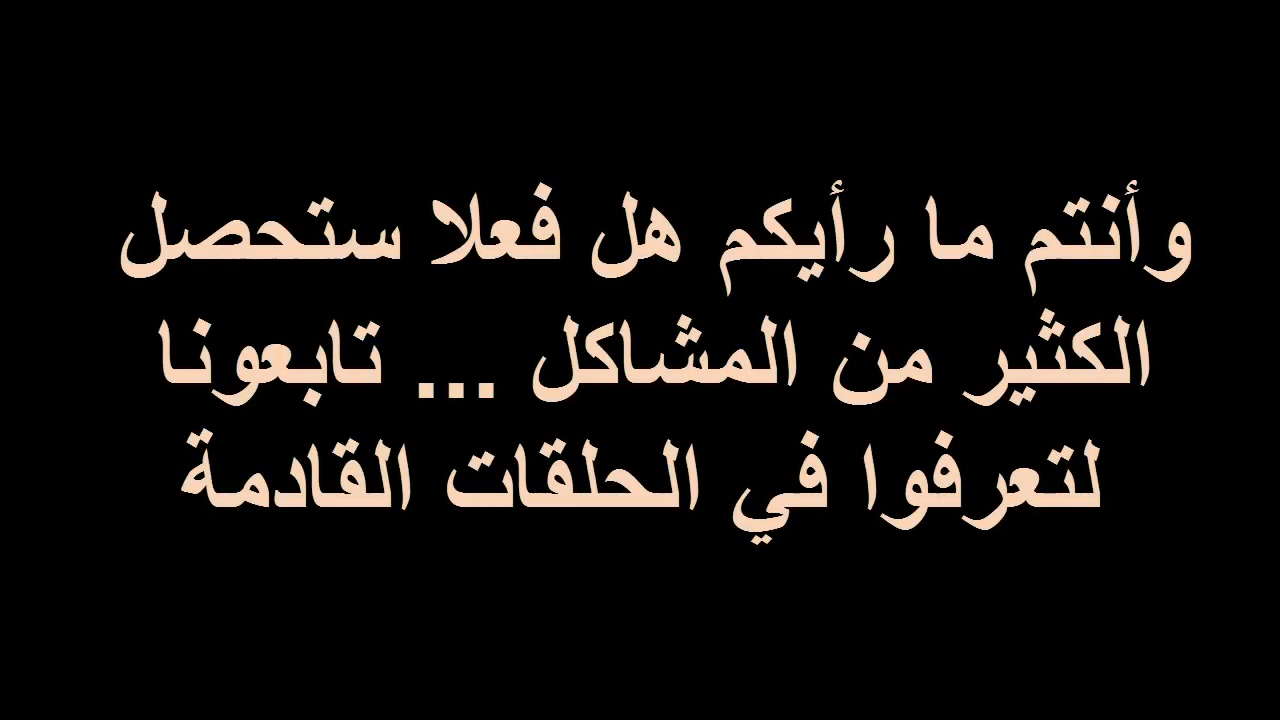 وأنتم ما رأيكم هل فعلا ستحصل
الكثير من المشاكل ... تابعونا
لتعرفوا في الحلقات القادمة